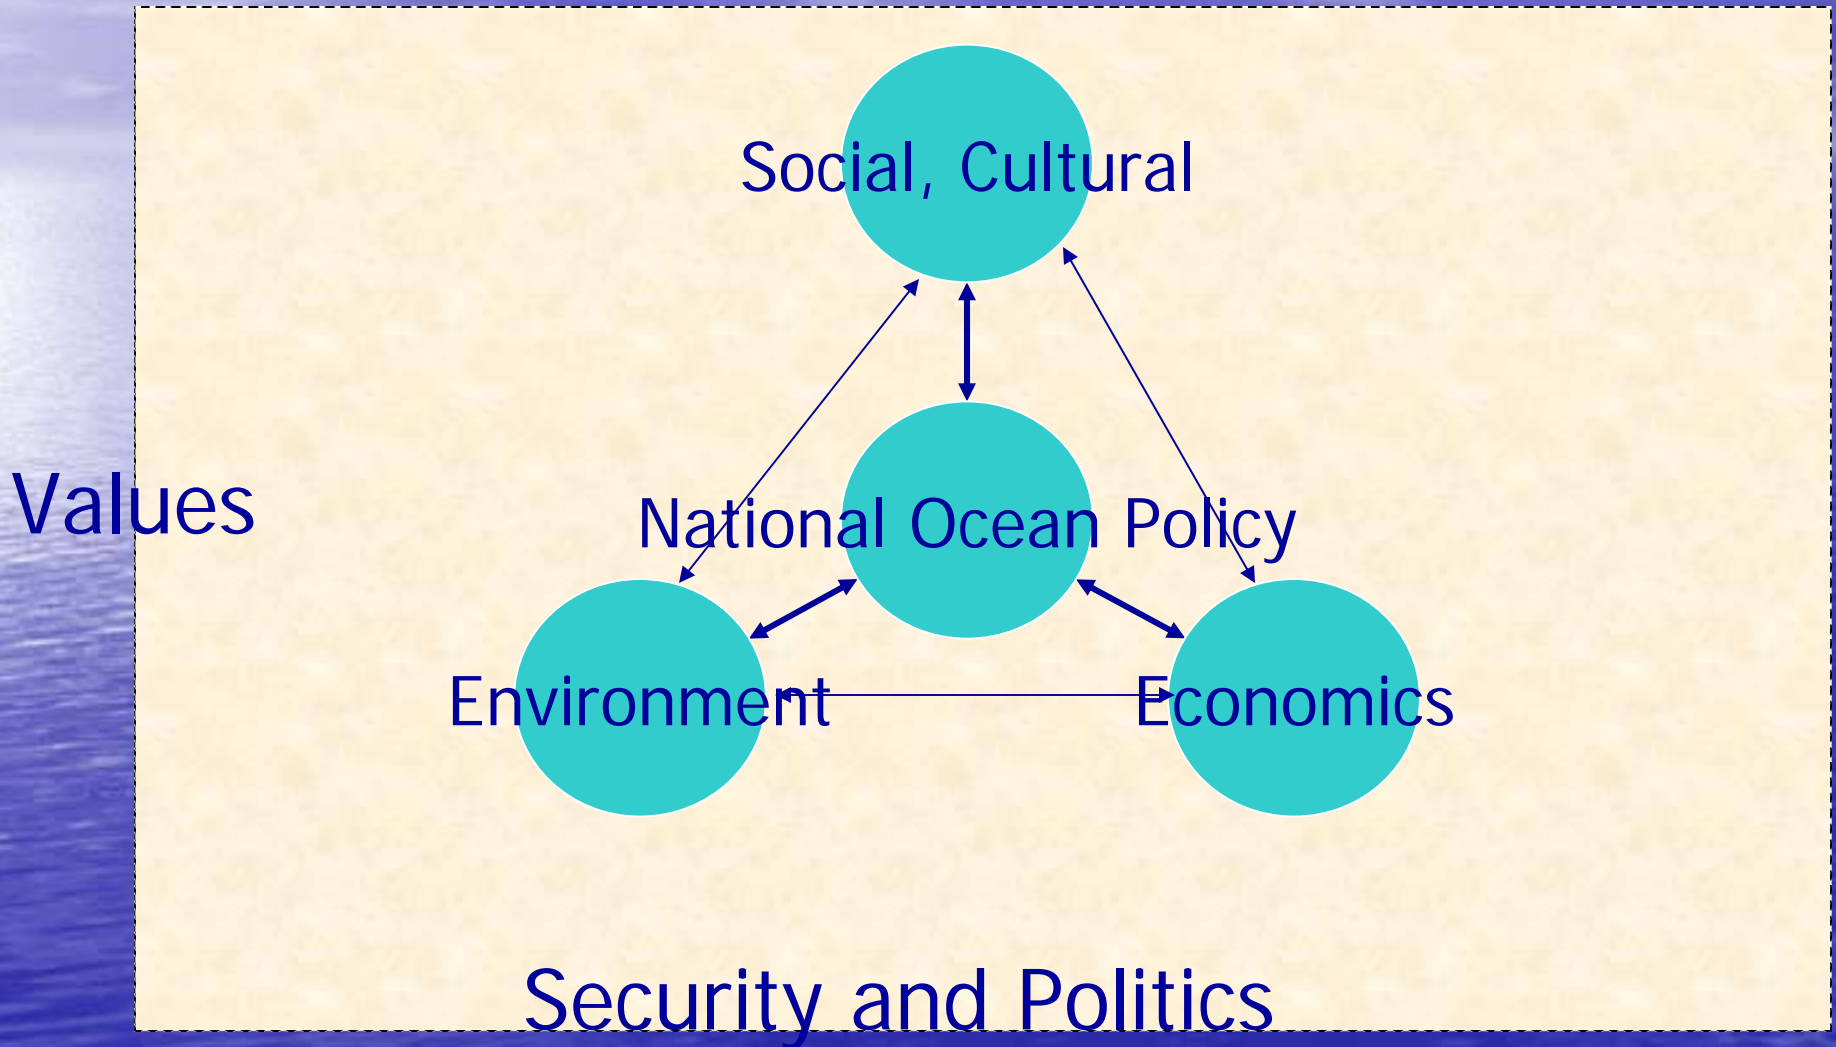 Social, Cultural
Values
National Ocean Policy
Environment
Economics
Security and Politics